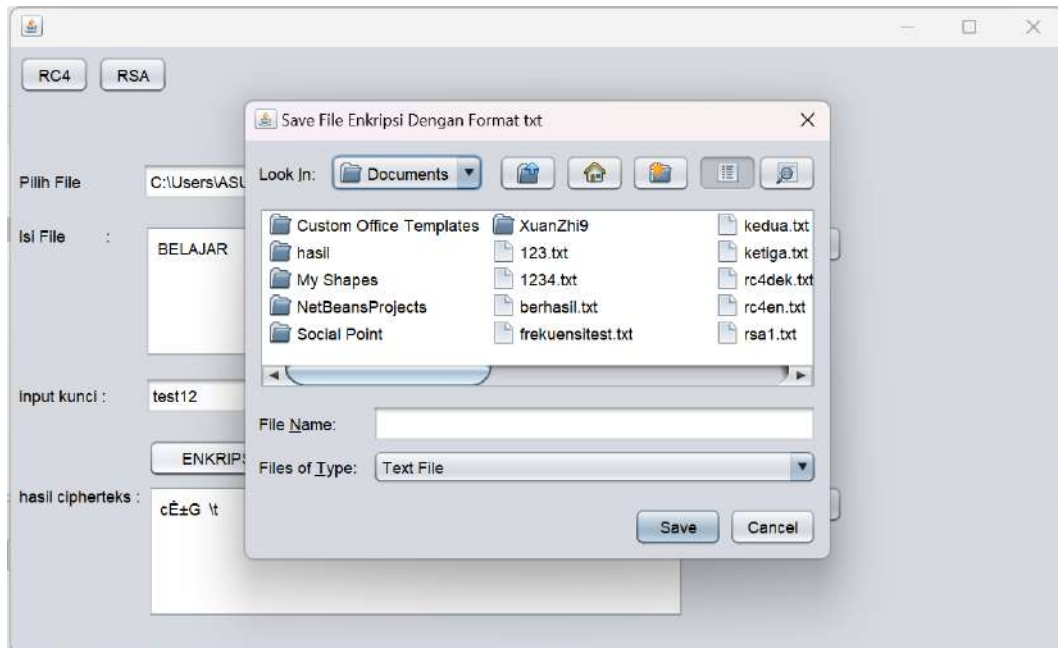 RC4 RSA
Save File Enkripsi Dengan Format txt
Look In: Documents
Pilih File C:\Users\ASU
Isi File :
BELAJAR
Custom Office Templates XuanZhi9 kedua.txt
hasil 123.txt ketiga.txt
My Shapes 1234.txt rc4dek.txt
NetBeansProjects berhasil.txt rc4en.txt
Social Point frekuensitest.txt rsa1.txt
input kunci : test12
File Name:
ENKRIPS
Files of Type: Text File
hasil cipherteks :
Save Cancel